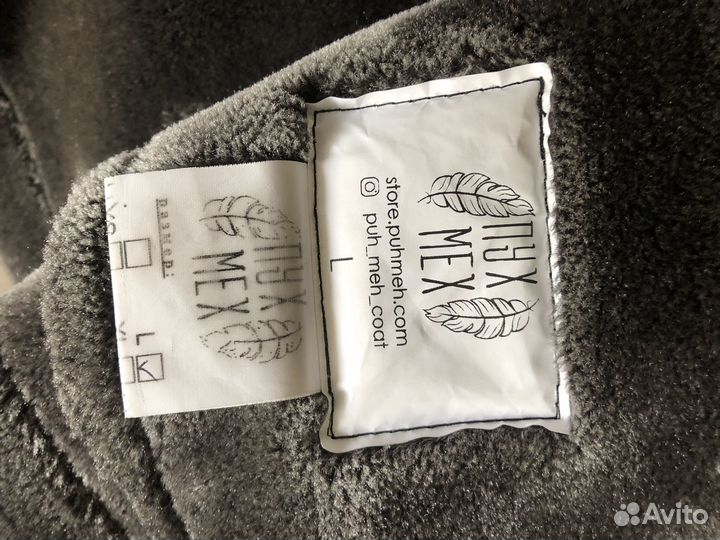 ПУХ
МЕХ
store.puhmeh.com
puh_meh_coat
L
ПУХ
МЕХ
Размер:
L
Avito